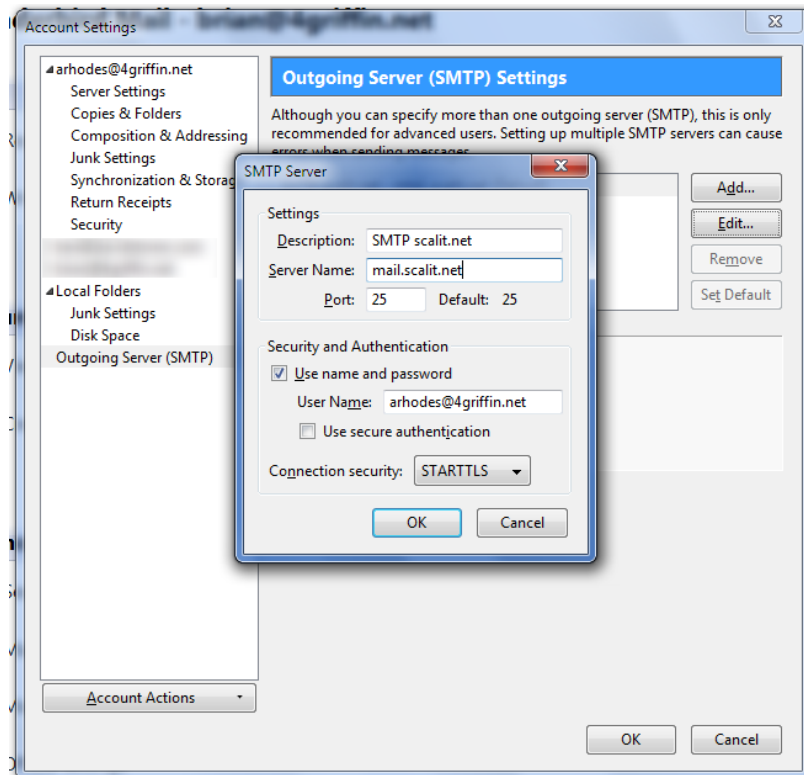 Account Settings
arhodes@4griffin.net
Server Settings
Copies & Folders
Composition & Addressing
Junk Settings
Synchronization & Storag
Return Receipts
Security
Local Folders
Junk Settings
Disk Space
Outgoing Server (SMTP)
Account Actions
Outgoing Server (SMTP) Settings
Although you can specify more than one outgoing server (SMTP), this is only
recommended for advanced users. Setting up multiple SMTP servers can cause
errors when sending messages.
Add...
Edit...
Remove
Set Default
SMTP Server
Settings
Description: SMTP scalit.net
Server Name: mail.scalit.net
Port: 25 Default: 25
Security and Authentication
Use name and password
User Name: arhodes@4griffin.net
Use secure authentication
Connection security: STARTTLS
OK Cancel
OK Cancel